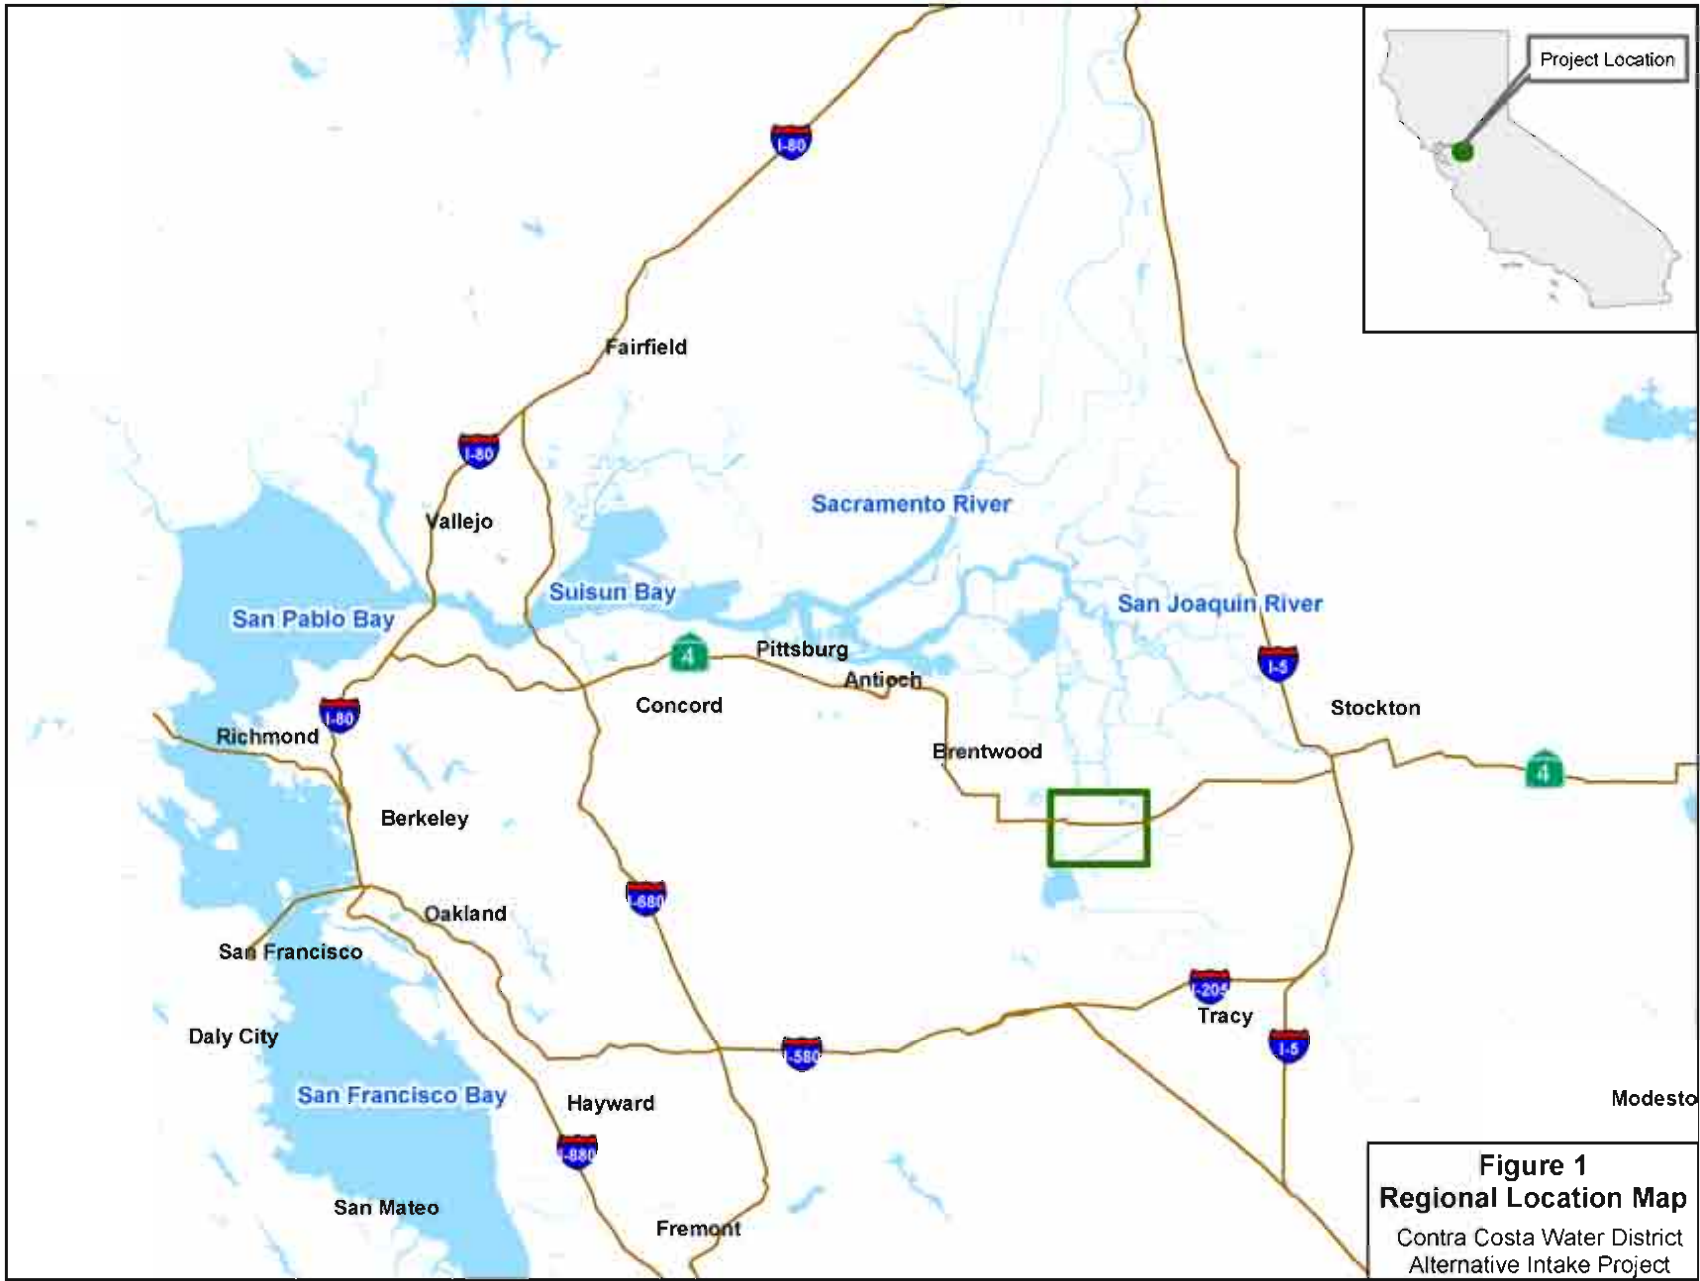 Project Location
I-80
Fairfield
I-80
Sacramento River
Vallejo
Suisun Bay
San Joaquin River
San Pablo Bay
4
Pittsburg
I-5
Antioch
Concord
Stockton
I-80
Richmond
Brentwood
4
Berkeley
I-680
Oakland
San Francisco
I-205
Tracy
Daly City
I-580
I-5
San Francisco Bay
Hayward
Modesto
I-880
San Mateo
Fremont
Figure 1
Regional Location Map
Contra Costa Water District
Alternative Intake Project